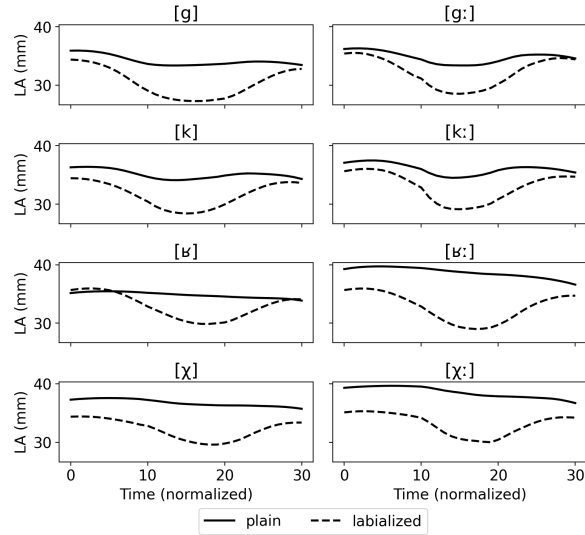 [g]
[gː]
40
LA (mm)
30
[k]
[kː]
40
LA (mm)
30
[ʁ]
[ʁː]
40
LA (mm)
30
[χ]
[χː]
40
LA (mm)
30
0 10 20 30
0 10 20 30
Time (normalized)
Time (normalized)
plain labialized